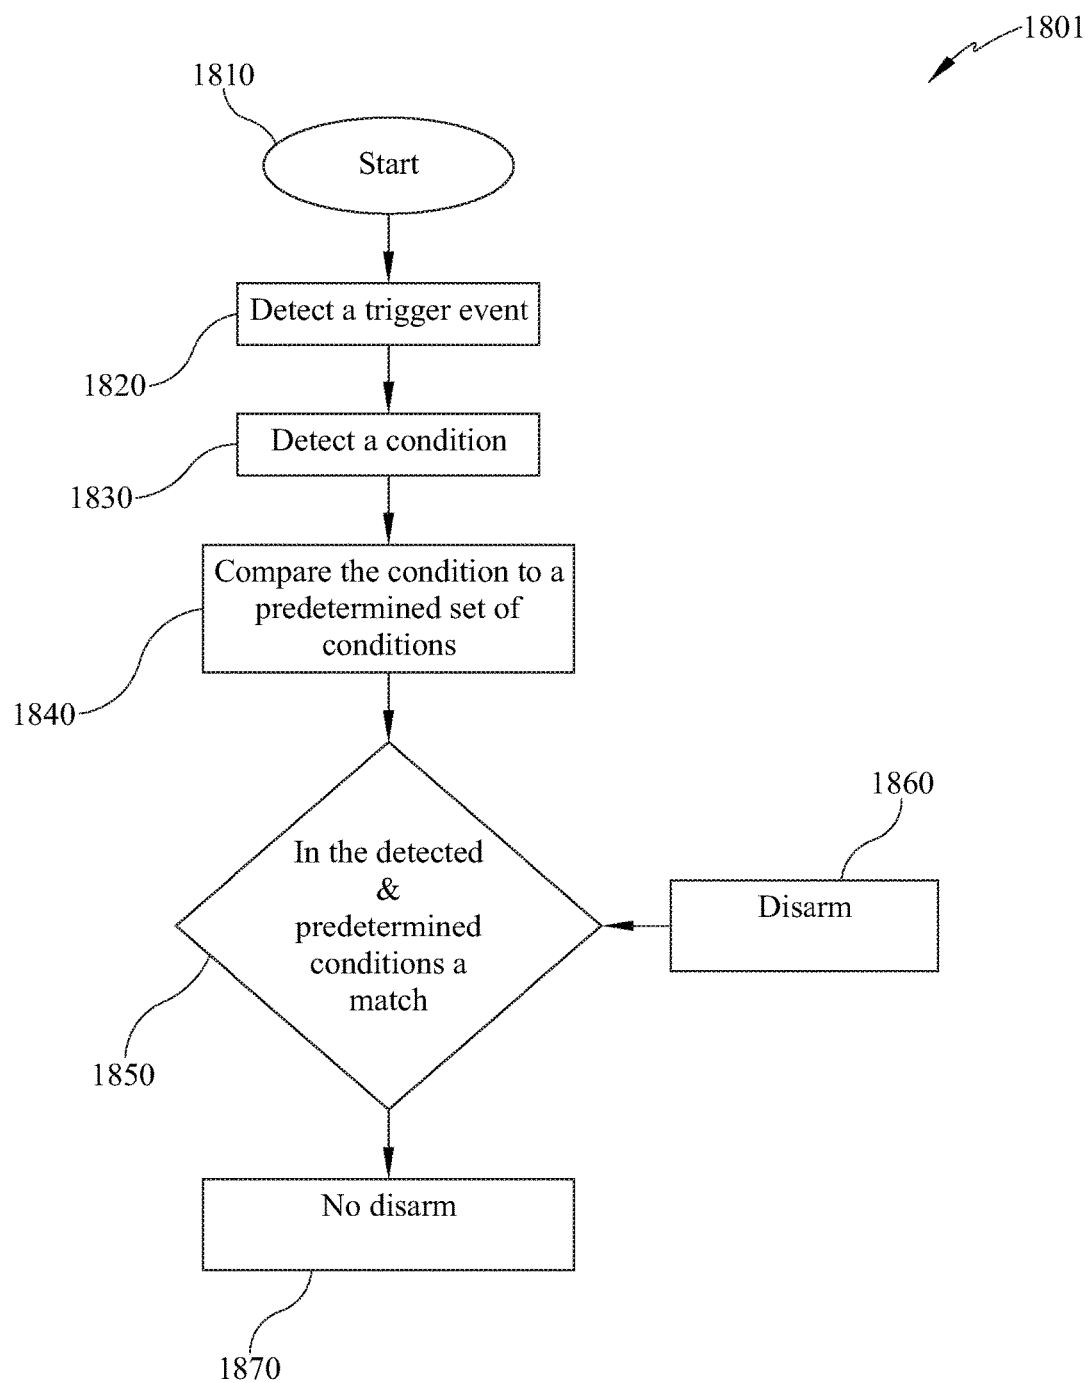 1801
1810
Start
Detect a trigger event
1820
Detect a condition
1830
Compare the condition to a
predetermined set of
conditions
1840
1860
In the detected
&
predetermined
conditions a
match
Disarm
1850
No disarm
1870